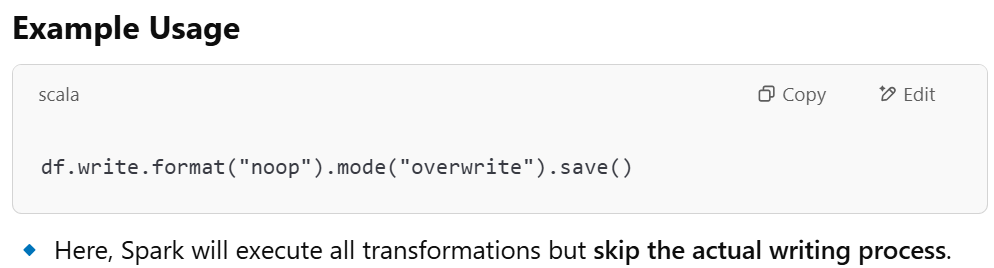 Example Usage
scala Copy Edit
df.write.format("noop").mode("overwrite").save()
Here, Spark will execute all transformations but skip the actual writing process.